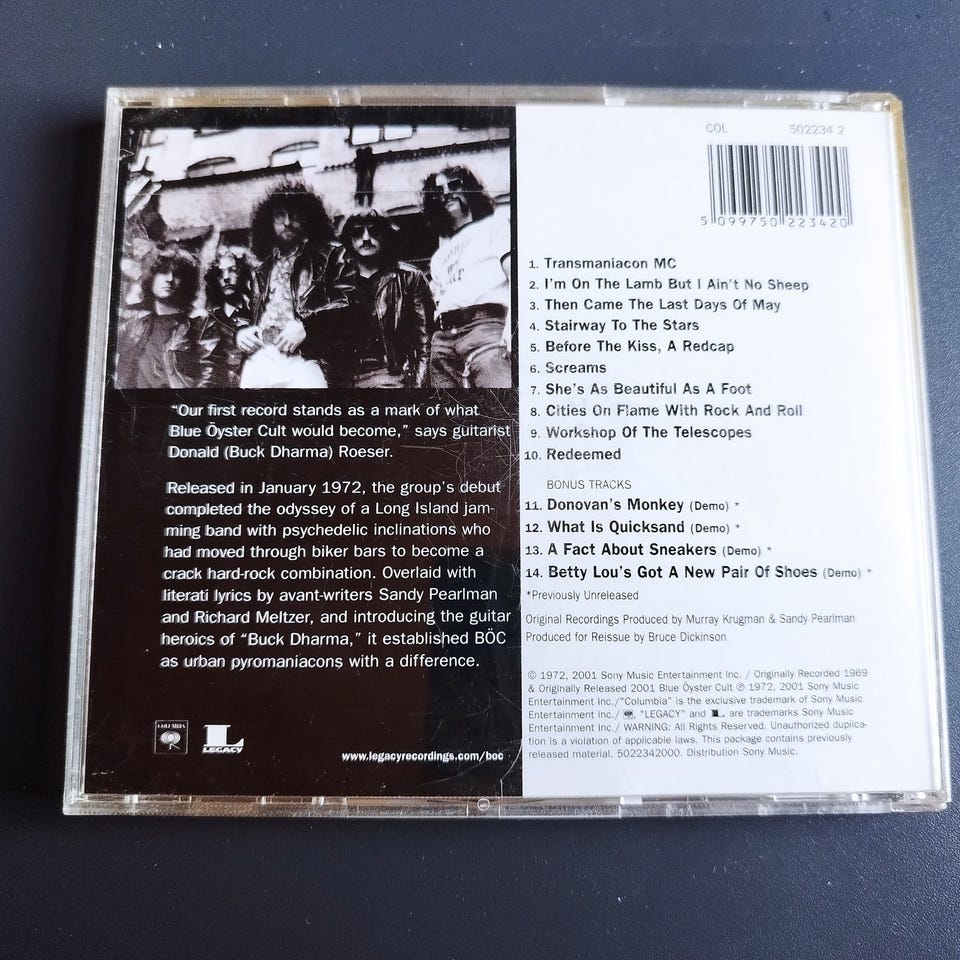 "Our first record stands as a mark of what
Blue Öyster Cult would become," says guitarist
Donald (Buck Dharma) Roeser.
Released in January 1972, the group's debut
completed the odyssey of a Long Island jam-
ming band with psychedelic inclinations who
had moved through biker bars to become a
crack hard-rock combination. Overlaid with
literati lyrics by avant-writers Sandy Pearlman
and Richard Meltzer, and introducing the guitar
heroics of "Buck Dharma," it established BÖC
as urban pyromaniacons with a difference.
COLUMBIA
L
LEGACY
www.legacyrecordings.com/boc
COL 502234 2
5 099750 223420
1. Transmaniacon MC
2. I'm On The Lamb But I Ain't No Sheep
3. Then Came The Last Days Of May
4. Stairway To The Stars
5. Before The Kiss, A Redcap
6. Screams
7. She's As Beautiful As A Foot
8. Cities On Flame With Rock And Roll
9. Workshop Of The Telescopes
10. Redeemed
BONUS TRACKS
11. Donovan's Monkey (Demo) *
12. What Is Quicksand (Demo) *
13. A Fact About Sneakers (Demo) *
14. Betty Lou's Got A New Pair Of Shoes (Demo) *
*Previously Unreleased
Original Recordings Produced by Murray Krugman & Sandy Pearlman
Produced for Reissue by Bruce Dickinson
© 1972, 2001 Sony Music Entertainment Inc. / Originally Recorded 1969
& Originally Released 2001 Blue Öyster Cult ℗ 1972, 2001 Sony Music
Entertainment Inc./"Columbia" is the exclusive trademark of Sony Music
Entertainment Inc./ , "LEGACY" and L are trademarks Sony Music
Entertainment Inc./ WARNING: All Rights Reserved. Unauthorized duplica-
tion is a violation of applicable laws. This package contains previously
released material. 5022342000. Distribution Sony Music.